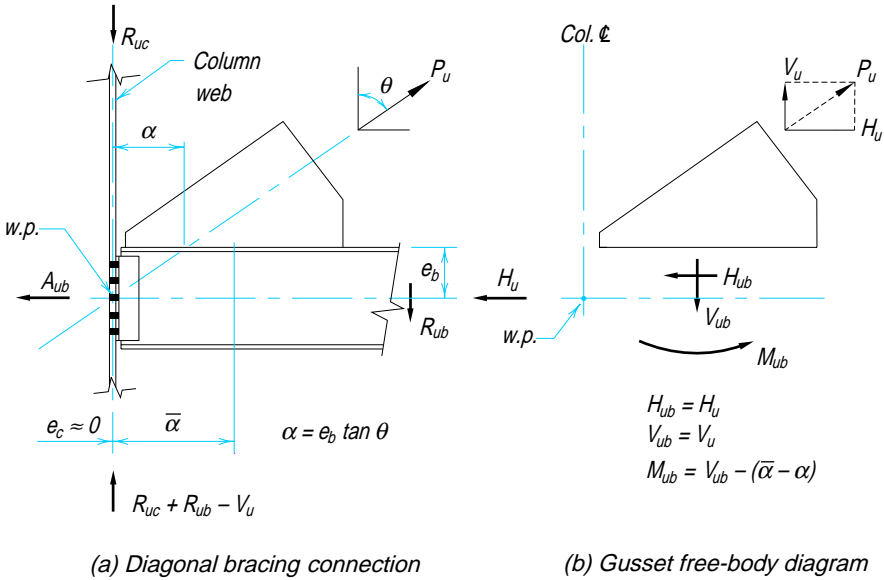 R_uc
Column
web
θ
P_u
α
w.p.
A_ub
e_b
R_ub
e_c ≈ 0
α̅
α = e_b tan θ
R_uc + R_ub − V_u
(a) Diagonal bracing connection
Col. ℄
V_u
P_u
H_u
H_u
H_ub
V_ub
w.p.
M_ub
H_ub = H_u
V_ub = V_u
M_ub = V_ub − (α̅ − α)
(b) Gusset free-body diagram